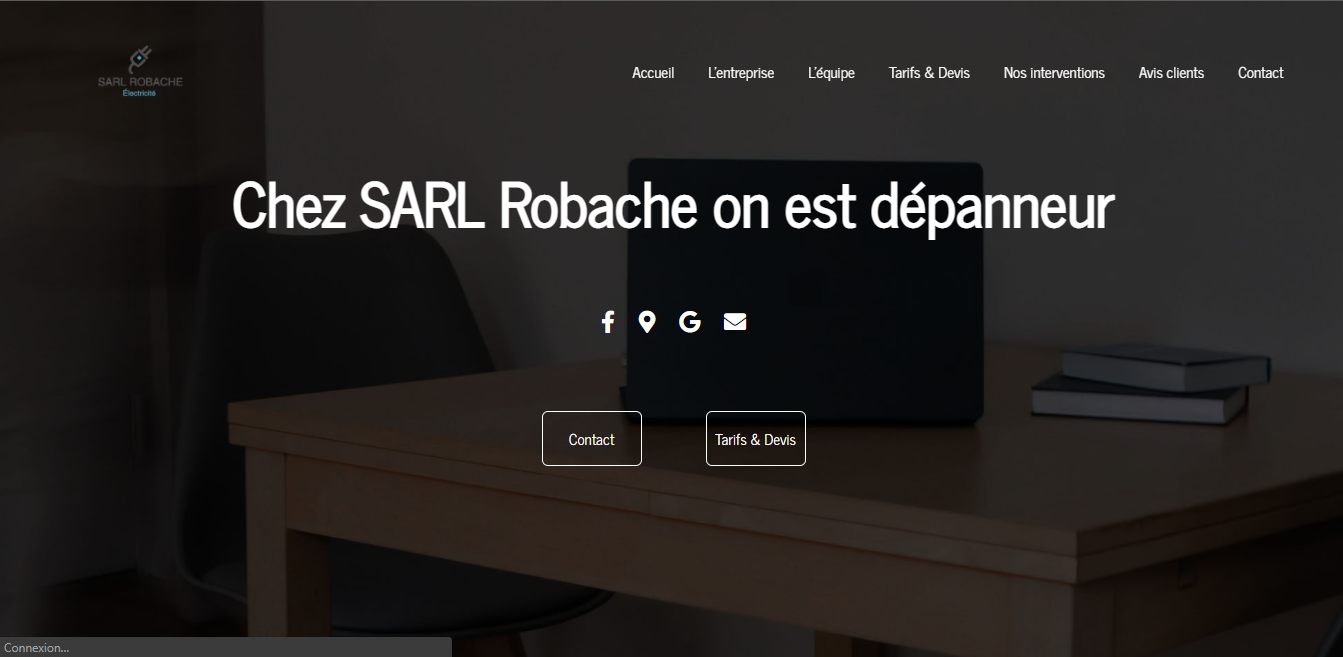 SARL ROBACHE
Électricité
Accueil L'entreprise L'équipe Tarifs & Devis Nos interventions Avis clients Contact
Chez SARL Robache on est dépanneur
Contact Tarifs & Devis
Connexion...